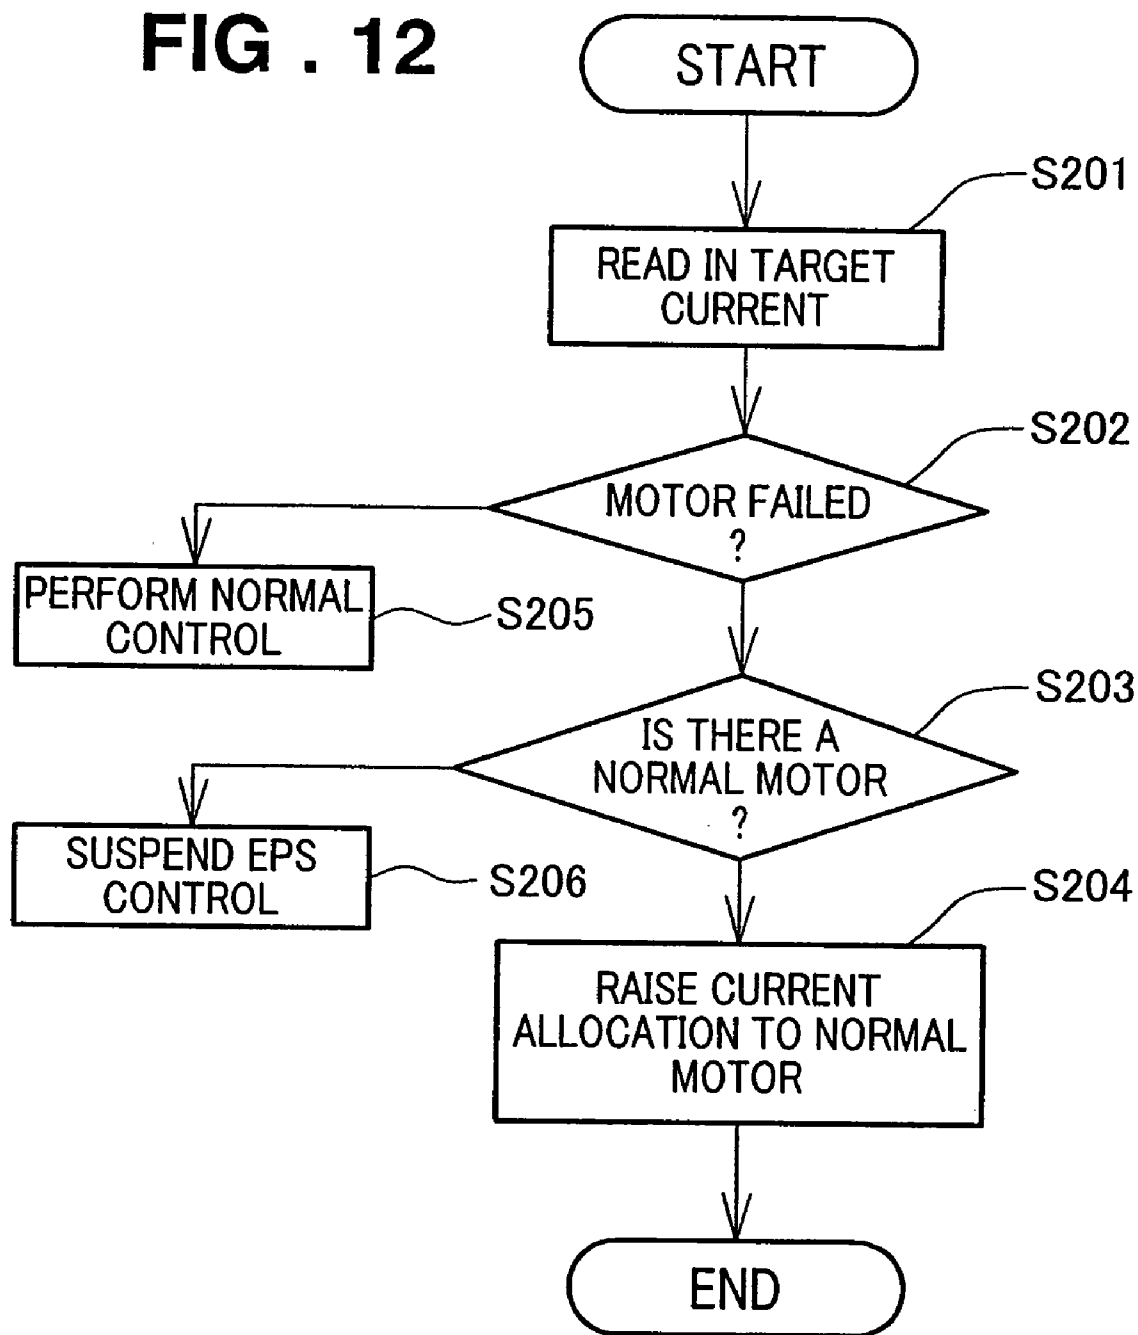 FIG . 12
START
S201
READ IN TARGET
CURRENT
S202
MOTOR FAILED
?
PERFORM NORMAL
CONTROL
S205
S203
IS THERE A
NORMAL MOTOR
?
SUSPEND EPS
CONTROL
S206
S204
RAISE CURRENT
ALLOCATION TO NORMAL
MOTOR
END